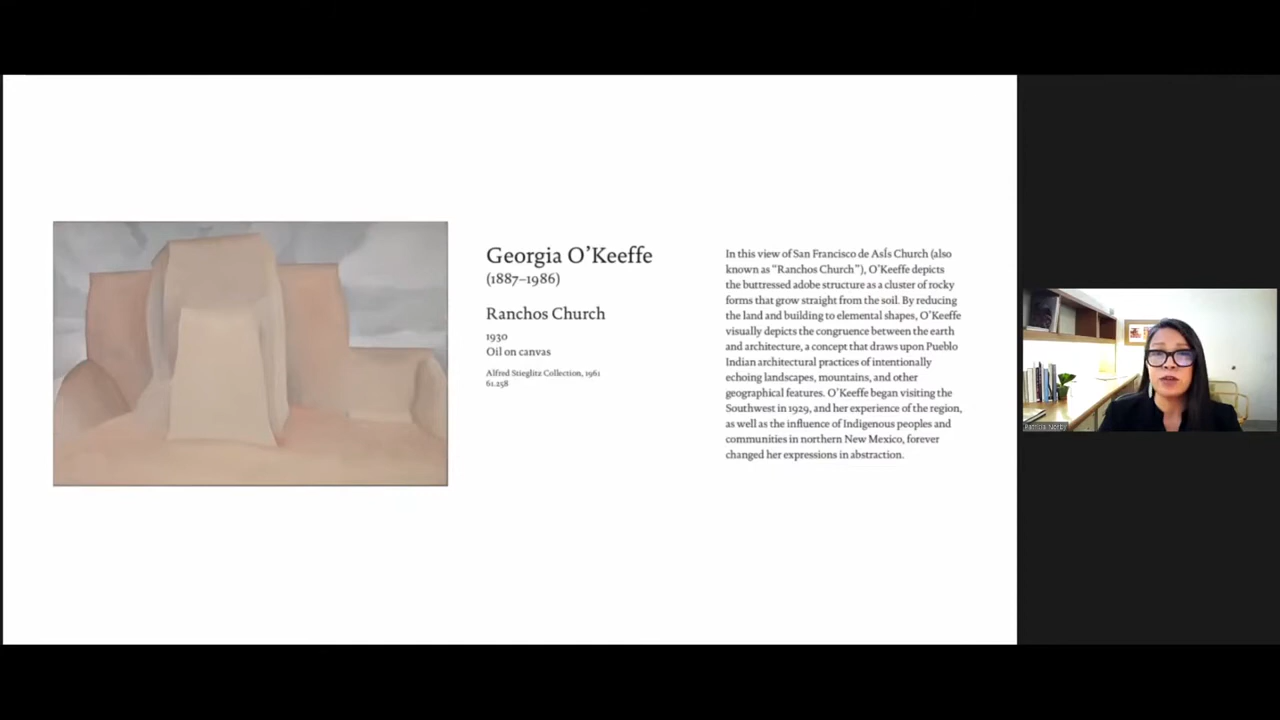 Georgia O’Keeffe
(1887–1986)
Ranchos Church
1930
Oil on canvas
Alfred Stieglitz Collection, 1961
61.258
In this view of San Francisco de AsÍs Church (also
known as “Ranchos Church”), O’Keeffe depicts
the buttressed adobe structure as a cluster of rocky
forms that grow straight from the soil. By reducing
the land and building to elemental shapes, O’Keeffe
visually depicts the congruence between the earth
and architecture, a concept that draws upon Pueblo
Indian architectural practices of intentionally
echoing landscapes, mountains, and other
geographical features. O’Keeffe began visiting the
Southwest in 1929, and her experience of the region,
as well as the influence of Indigenous peoples and
communities in northern New Mexico, forever
changed her expressions in abstraction.
Patricia